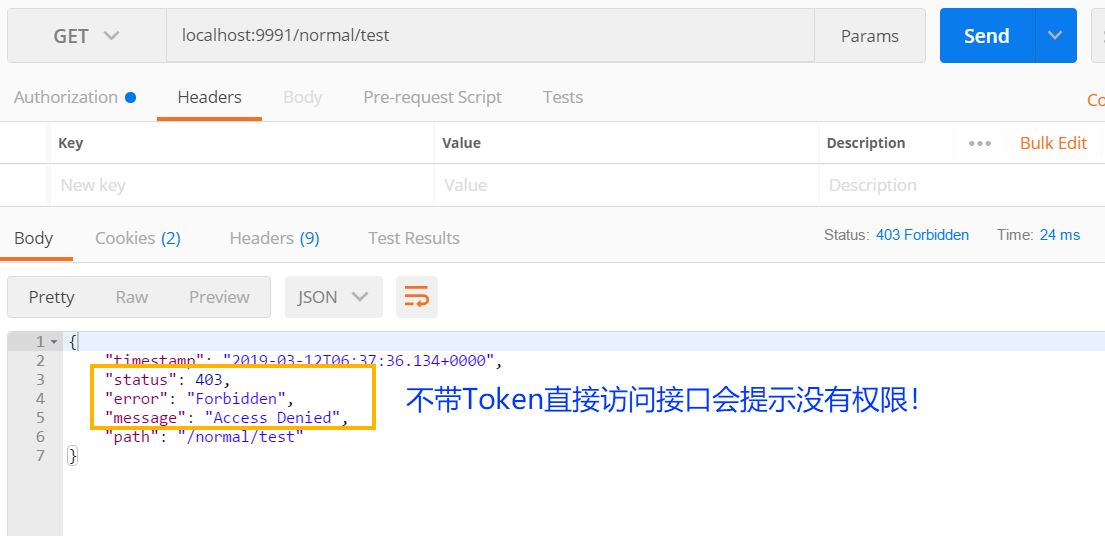 GET localhost:9991/normal/test Params Send
Authorization Headers Body Pre-request Script Tests Co
Key Value Description ••• Bulk Edit
New key Value Description
Body Cookies (2) Headers (9) Test Results Status: 403 Forbidden Time: 24 ms
Pretty Raw Preview JSON
1 {
2 "timestamp": "2019-03-12T06:37:36.134+0000",
3 "status": 403,
4 "error": "Forbidden",
不带Token直接访问接口会提示没有权限!
5 "message": "Access Denied",
6 "path": "/normal/test"
7 }